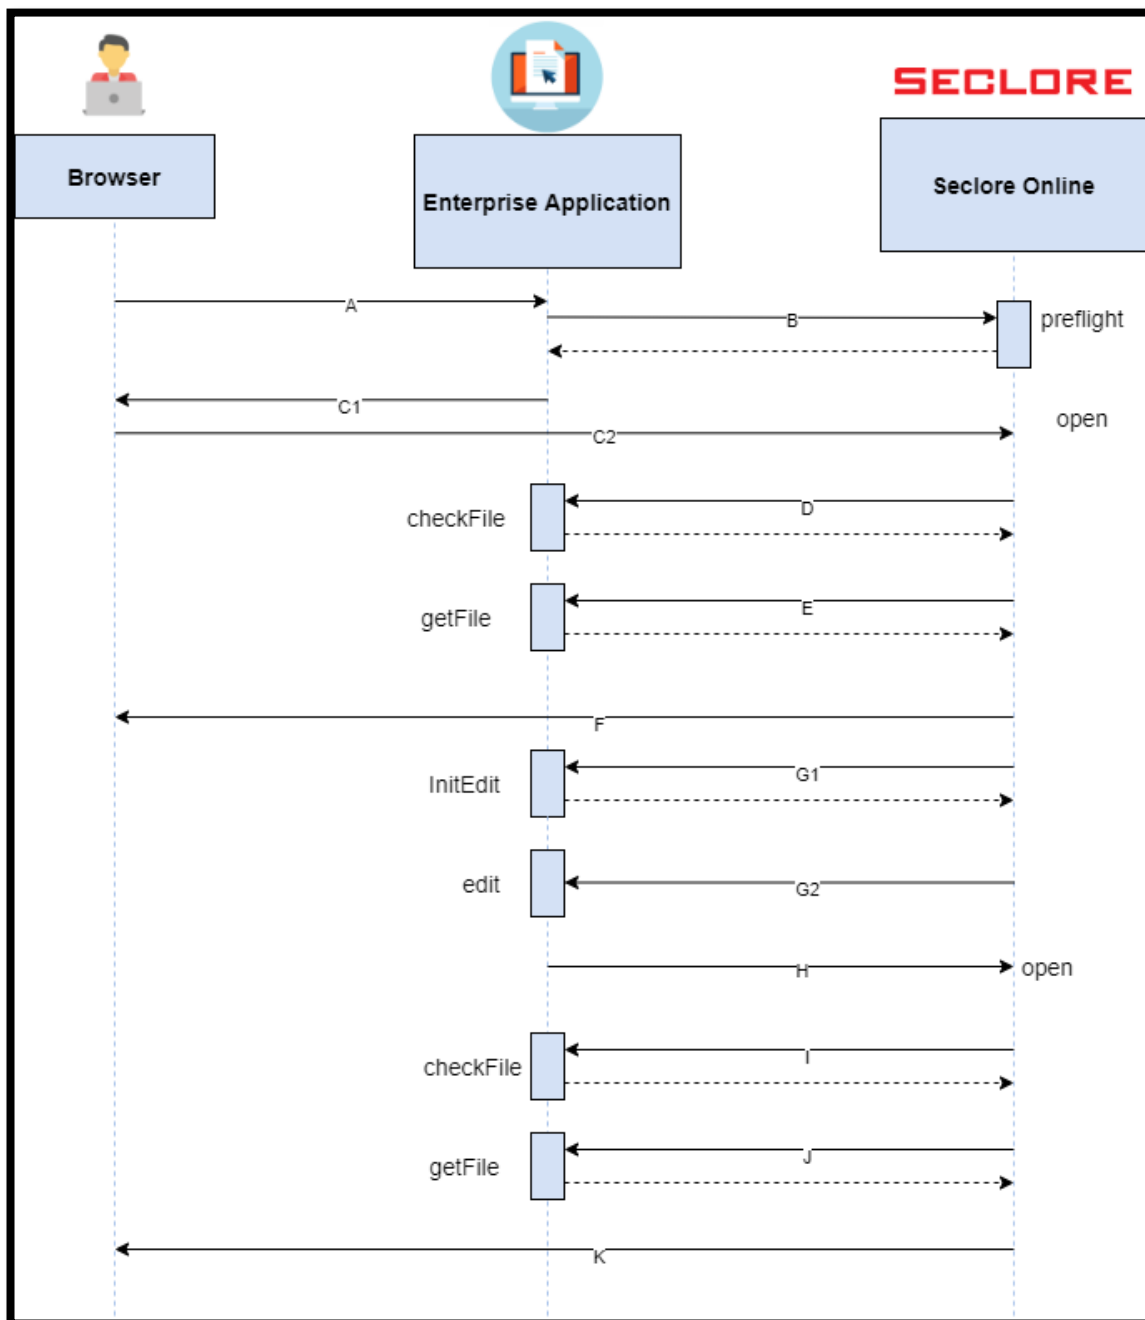 SECLORE
Browser
Enterprise Application
Seclore Online
A
B
preflight
C1
open
C2
D
checkFile
E
getFile
F
G1
InitEdit
edit
G2
H
open
I
checkFile
J
getFile
K